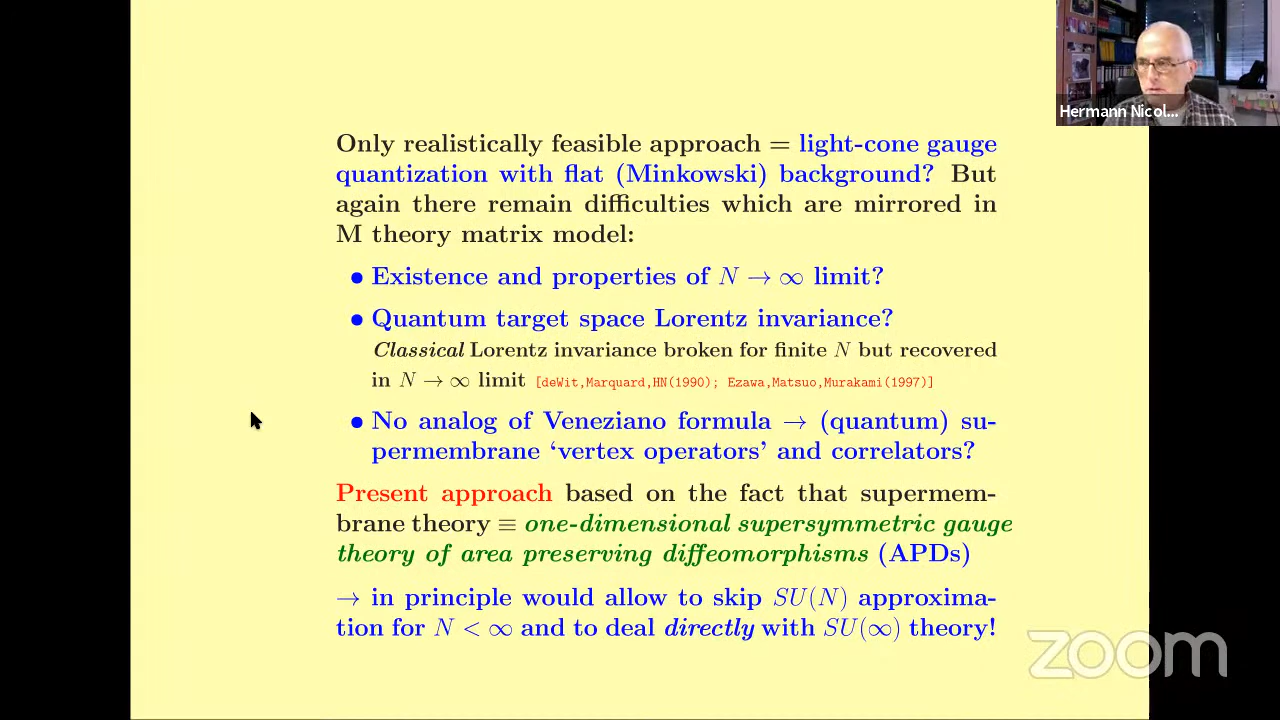 Hermann Nicol...
Only realistically feasible approach = light-cone gauge
quantization with flat (Minkowski) background? But
again there remain difficulties which are mirrored in
M theory matrix model:
• Existence and properties of N → ∞ limit?
• Quantum target space Lorentz invariance?
Classical Lorentz invariance broken for finite N but recovered
in N → ∞ limit [deWit,Marquard,HN(1990); Ezawa,Matsuo,Murakami(1997)]
• No analog of Veneziano formula → (quantum) su-
permembrane ‘vertex operators’ and correlators?
Present approach based on the fact that supermem-
brane theory ≡ one-dimensional supersymmetric gauge
theory of area preserving diffeomorphisms (APDs)
→ in principle would allow to skip SU(N) approxima-
tion for N < ∞ and to deal directly with SU(∞) theory!
zoom